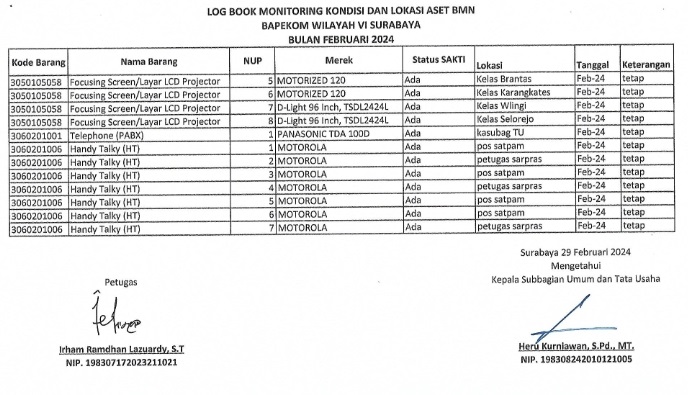 LOG BOOK MONITORING KONDISI DAN LOKASI ASET BMN
BAPEKOM WILAYAH VI SURABAYA
BULAN FEBRUARI 2024
Kode Barang Nama Barang NUP Merek Status SAKTI Lokasi Tanggal Keterangan
3050105058 Focusing Screen/Layar LCD Projector 5 MOTORIZED 120 Ada Kelas Brantas Feb-24 tetap
3050105058 Focusing Screen/Layar LCD Projector 6 MOTORIZED 120 Ada Kelas Karangkates Feb-24 tetap
3050105058 Focusing Screen/Layar LCD Projector 7 D-Light 96 Inch, TSDL2424L Ada Kelas Wlingi Feb-24 tetap
3050105058 Focusing Screen/Layar LCD Projector 8 D-Light 96 Inch, TSDL2424L Ada Kelas Selorejo Feb-24 tetap
3060201001 Telephone (PABX) 1 PANASONIC TDA 100D Ada kasubag TU Feb-24 tetap
3060201006 Handy Talky (HT) 1 MOTOROLA Ada pos satpam Feb-24 tetap
3060201006 Handy Talky (HT) 2 MOTOROLA Ada petugas sarpras Feb-24 tetap
3060201006 Handy Talky (HT) 3 MOTOROLA Ada pos satpam Feb-24 tetap
3060201006 Handy Talky (HT) 4 MOTOROLA Ada petugas sarpras Feb-24 tetap
3060201006 Handy Talky (HT) 5 MOTOROLA Ada pos satpam Feb-24 tetap
3060201006 Handy Talky (HT) 6 MOTOROLA Ada pos satpam Feb-24 tetap
3060201006 Handy Talky (HT) 7 MOTOROLA Ada petugas sarpras Feb-24 tetap
Surabaya 29 Februari 2024
Mengetahui
Petugas Kepala Subbagian Umum dan Tata Usaha
Irham Ramdhan Lazuardy, S.T Heru Kurniawan, S.Pd., MT.
NIP. 198307172023211021 NIP. 198308242010121005